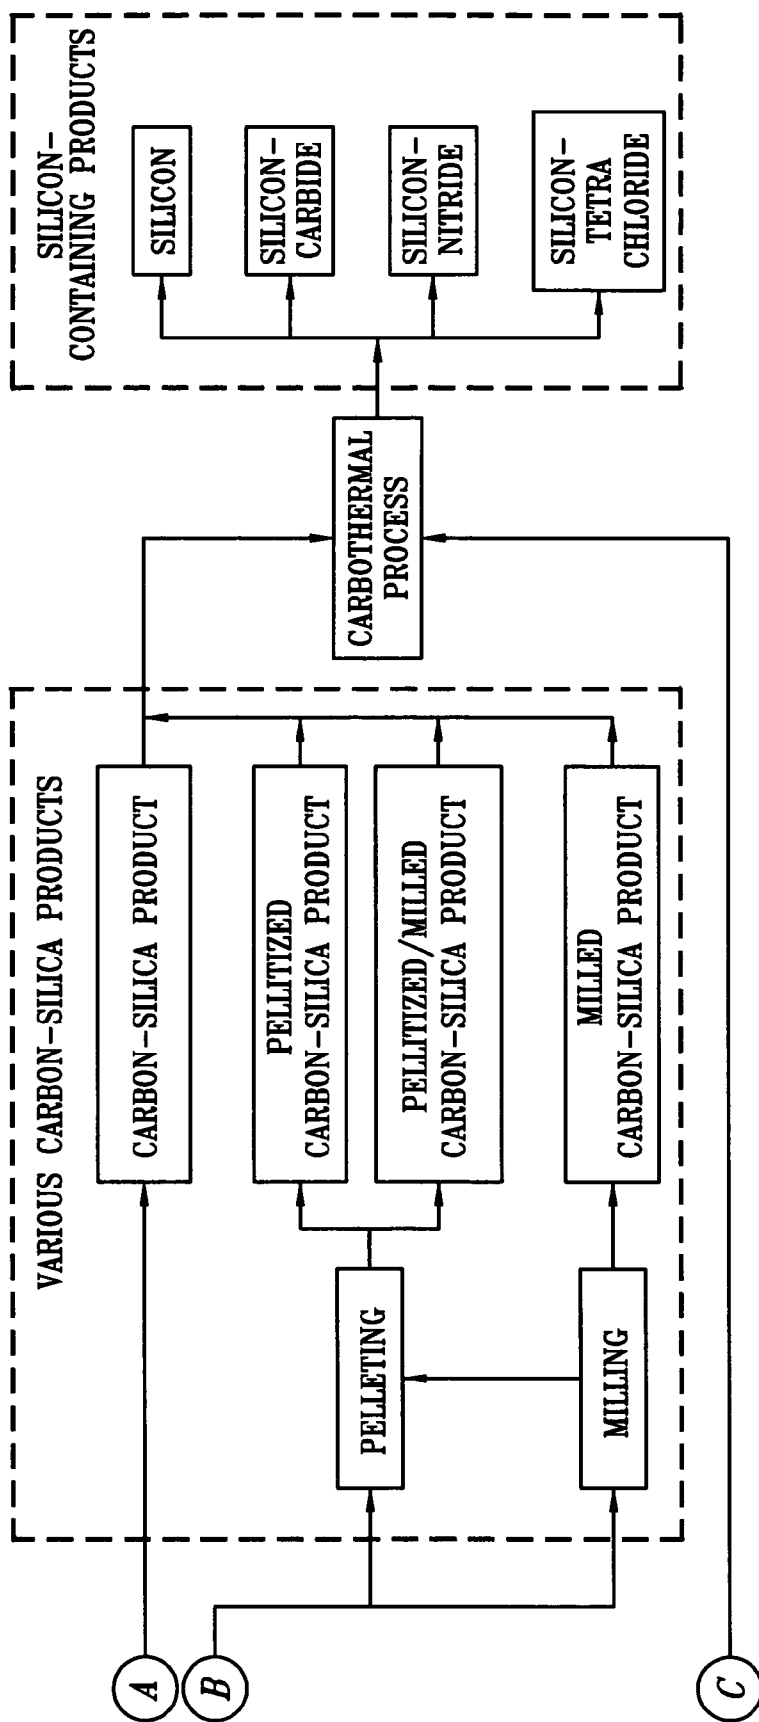 A
B
C
VARIOUS CARBON-SILICA PRODUCTS
CARBON-SILICA PRODUCT
PELLETING
PELLITIZED
CARBON-SILICA PRODUCT
PELLITIZED/MILLED
CARBON-SILICA PRODUCT
MILLING
MILLED
CARBON-SILICA PRODUCT
CARBOTHERMAL
PROCESS
SILICON-
CONTAINING PRODUCTS
SILICON
SILICON-
CARBIDE
SILICON-
NITRIDE
SILICON-
TETRA
CHLORIDE